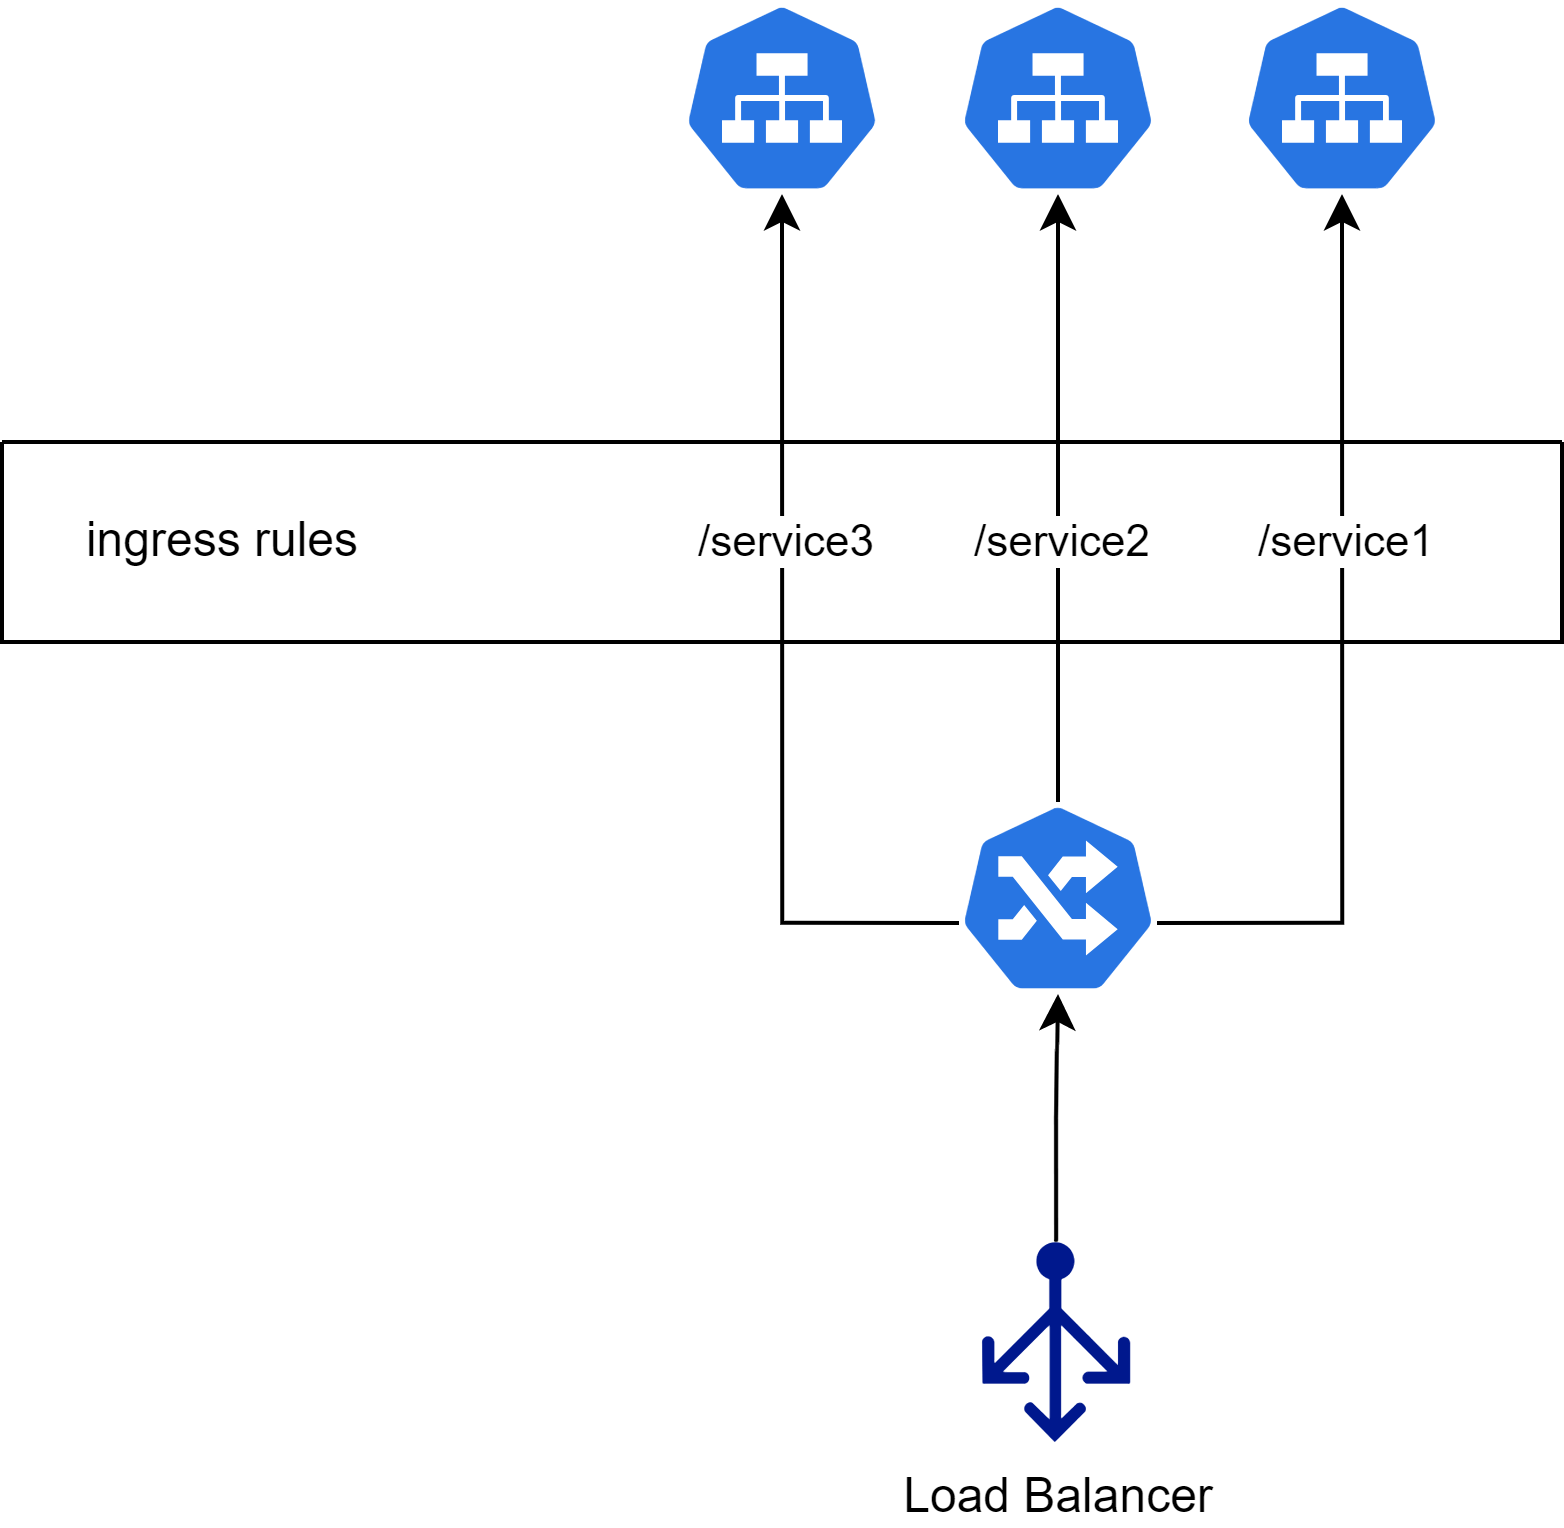 ingress rules
/service3
/service2
/service1
Load Balancer